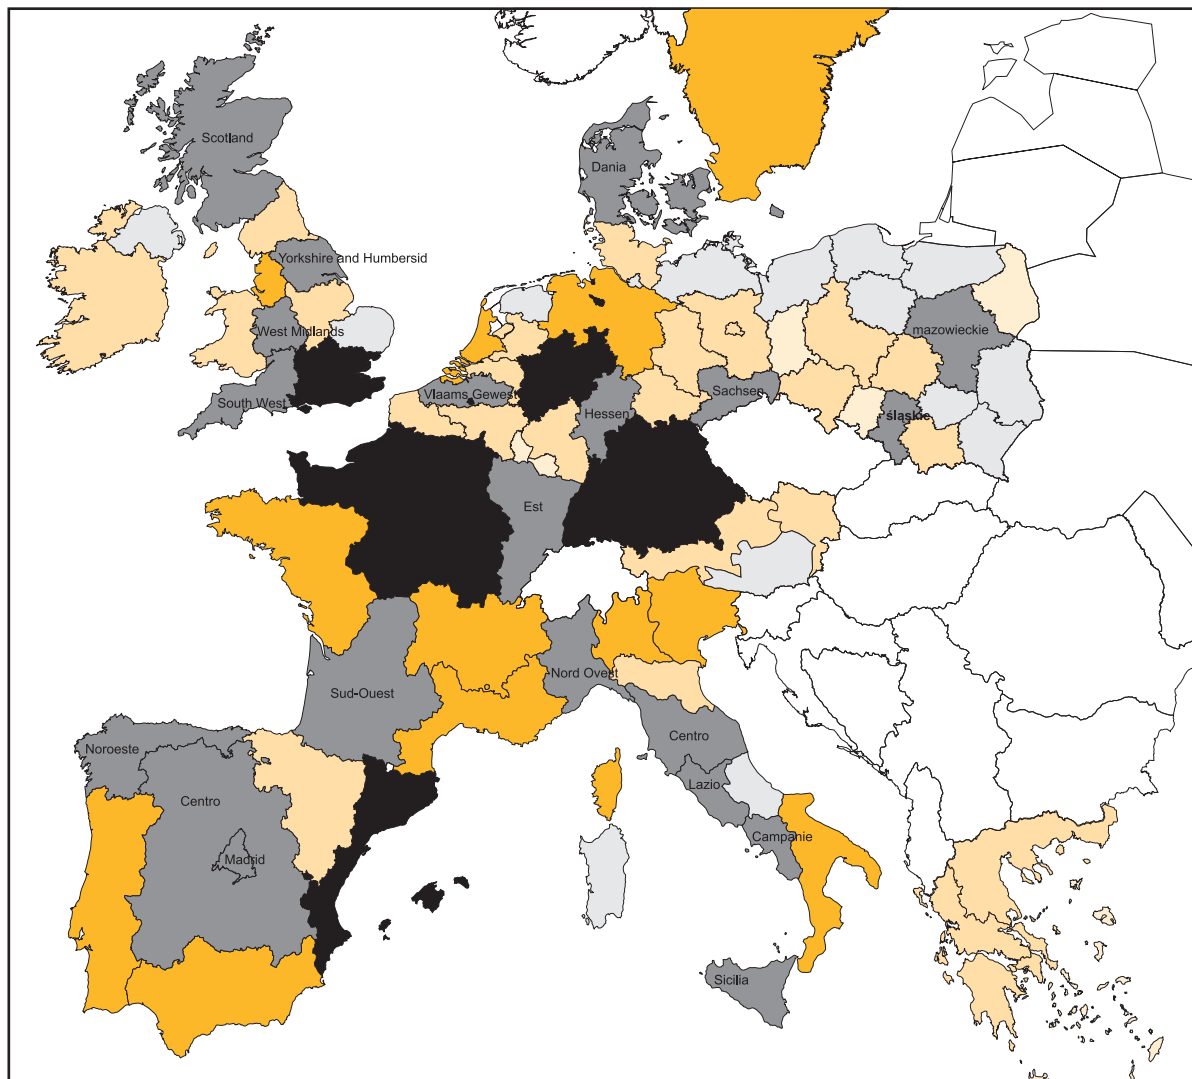 Scotland
Dania
Yorkshire and Humbersid
West Midlands
mazowieckie
South West
Vlaams Gewest
Hessen
Sachsen
śląskie
Est
Nord Ovest
Sud-Ouest
Noroeste
Centro
Centro
Lazio
Campanie
Madrid
Sicilia